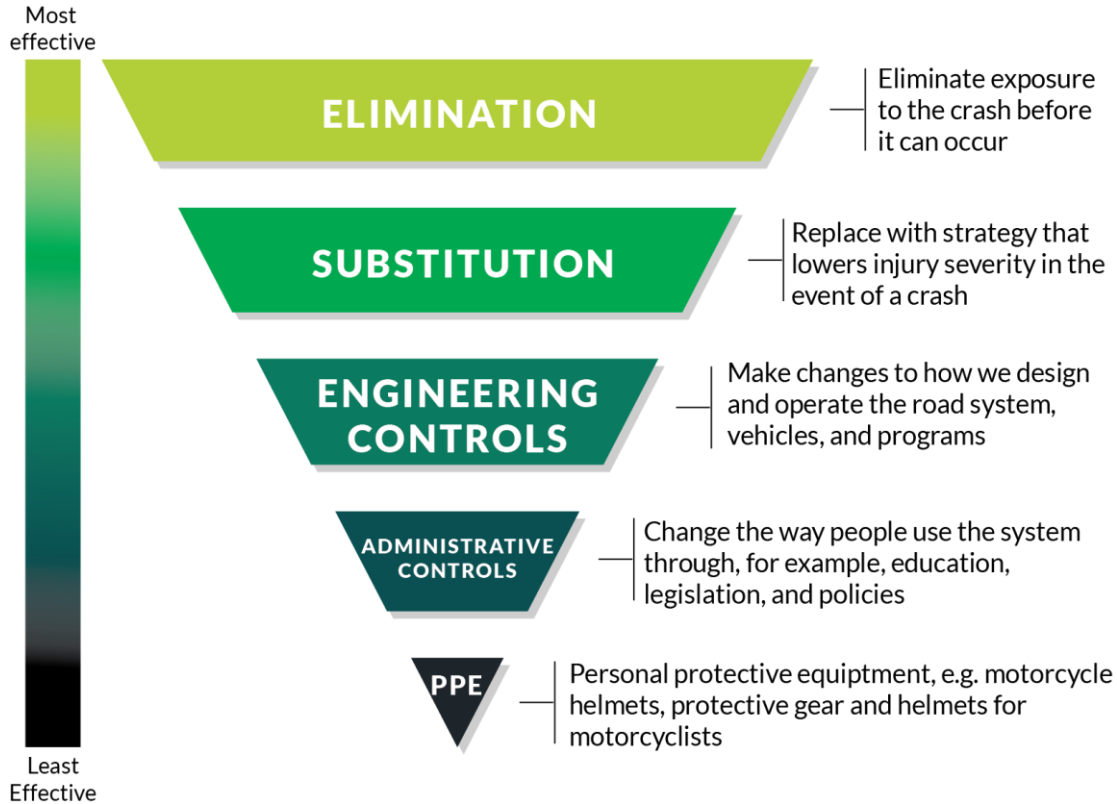 Most
effective
ELIMINATION
Eliminate exposure
to the crash before
it can occur
SUBSTITUTION
Replace with strategy that
lowers injury severity in the
event of a crash
ENGINEERING
CONTROLS
Make changes to how we design
and operate the road system,
vehicles, and programs
ADMINISTRATIVE
CONTROLS
Change the way people use the system
through, for example, education,
legislation, and policies
PPE
Personal protective equiptment, e.g. motorcycle
helmets, protective gear and helmets for
motorcyclists
Least
Effective